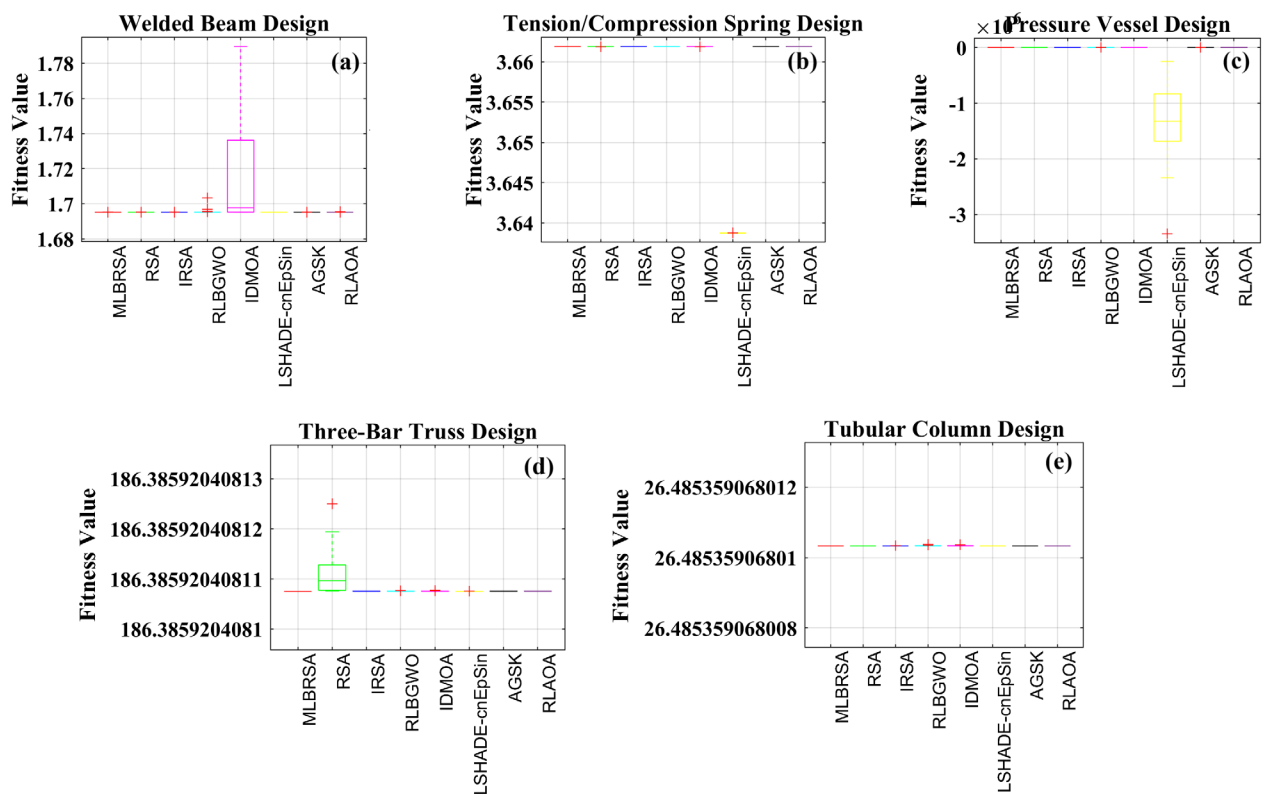 Welded Beam Design
(a)
Fitness Value
1.78
1.76
1.74
1.72
1.7
1.68
MLBRSA
RSA
IRSA
RLBGWO
IDMOA
LSHADE-cnEpSin
AGSK
RLAOA
Tension/Compression Spring Design
(b)
Fitness Value
3.66
3.655
3.65
3.645
3.64
MLBRSA
RSA
IRSA
RLBGWO
IDMOA
LSHADE-cnEpSin
AGSK
RLAOA
×10^6
Pressure Vessel Design
(c)
Fitness Value
0
-1
-2
-3
MLBRSA
RSA
IRSA
RLBGWO
IDMOA
LSHADE-cnEpSin
AGSK
RLAOA
Three-Bar Truss Design
(d)
Fitness Value
186.38592040813
186.38592040812
186.38592040811
186.3859204081
MLBRSA
RSA
IRSA
RLBGWO
IDMOA
LSHADE-cnEpSin
AGSK
RLAOA
Tubular Column Design
(e)
Fitness Value
26.485359068012
26.48535906801
26.485359068008
MLBRSA
RSA
IRSA
RLBGWO
IDMOA
LSHADE-cnEpSin
AGSK
RLAOA